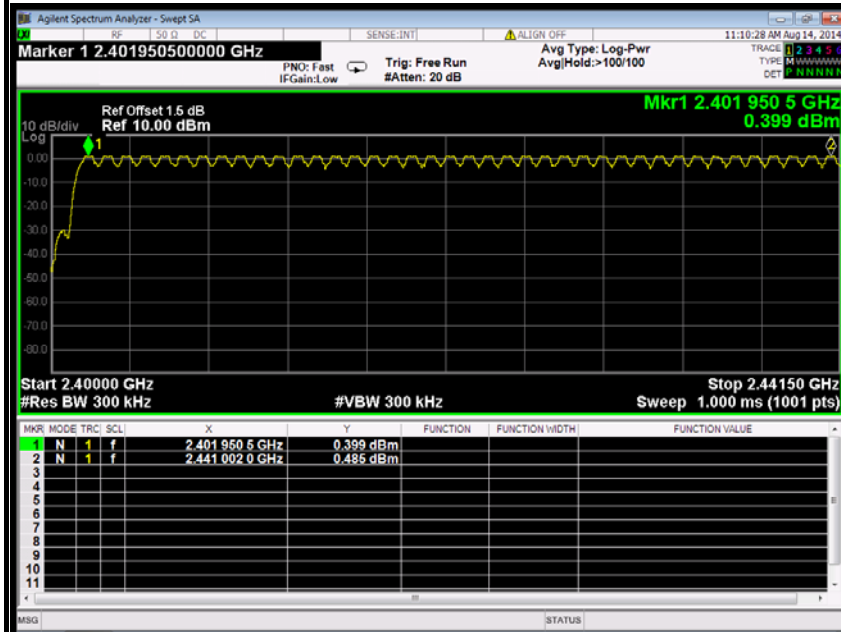 Agilent Spectrum Analyzer - Swept SA
RF 50 Ω DC SENSE:INT ALIGN OFF 11:10:28 AM Aug 14, 2014
Marker 1 2.401950500000 GHz
PNO: Fast
IFGain:Low
Trig: Free Run
#Atten: 20 dB
Avg Type: Log-Pwr
Avg|Hold:>100/100
TRACE 1 2 3 4 5 6
TYPE M W W W W W
DET P N N N N N
Mkr1 2.401 950 5 GHz
0.399 dBm
Ref Offset 1.5 dB
10 dB/div Ref 10.00 dBm
Log
1
2
0.00
-10.0
-20.0
-30.0
-40.0
-50.0
-60.0
-70.0
-80.0
Start 2.40000 GHz Stop 2.44150 GHz
#Res BW 300 kHz #VBW 300 kHz Sweep 1.000 ms (1001 pts)
MKR MODE TRC SCL X Y FUNCTION FUNCTION WIDTH FUNCTION VALUE
1 N 1 f 2.401 950 5 GHz 0.399 dBm
2 N 1 f 2.441 002 0 GHz 0.485 dBm
3
4
5
6
7
8
9
10
11
MSG STATUS